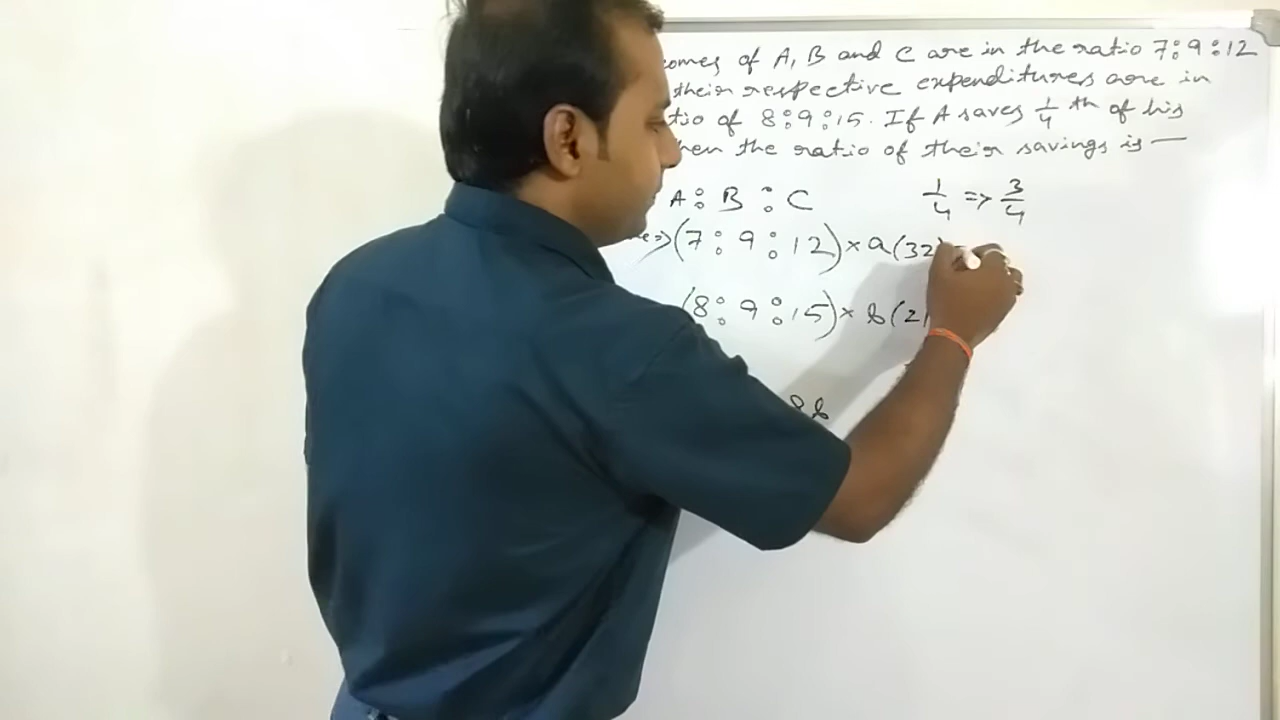 comes of A, B and C are in the ratio 7:9:12
their respective expenditures are in
tio of 8:9:15. If A saves 1/4 th of his
hen the ratio of their savings is —
A : B : C 1/4 => 3/4
=> (7 : 9 : 12) × a (32)
(8 : 9 : 15) × b (21
8b